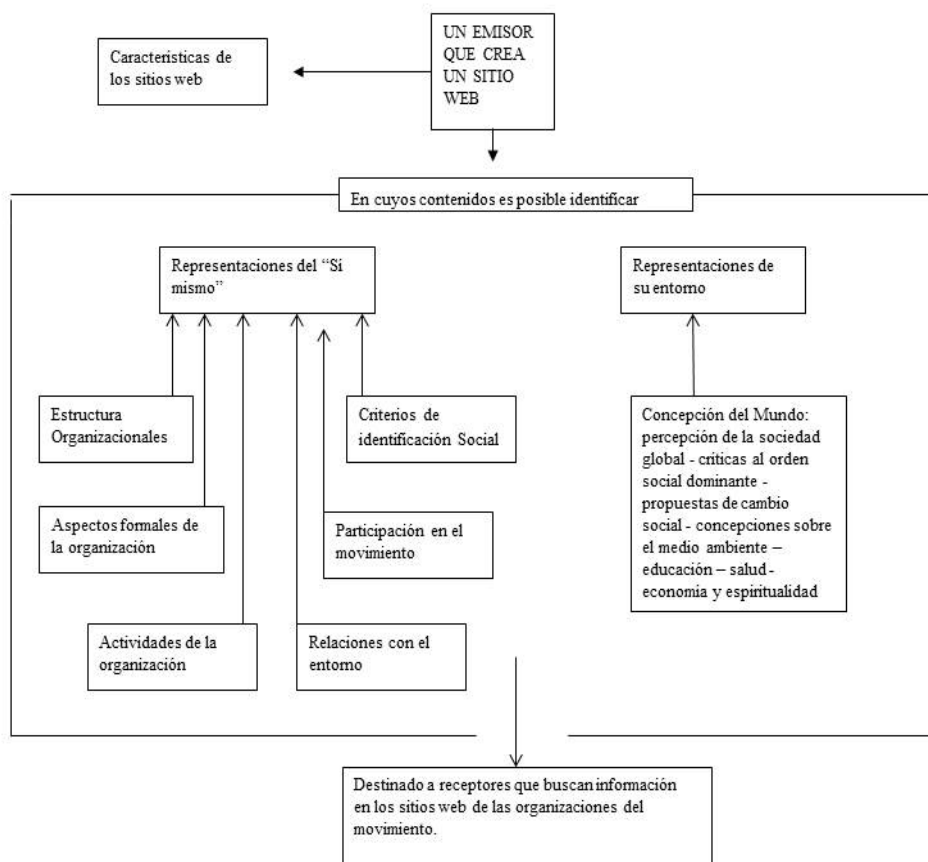 UN EMISOR
QUE CREA
UN SITIO
WEB
Características de
los sitios web
En cuyos contenidos es posible identificar
Representaciones del “Sí
mismo”
Representaciones de
su entorno
Estructura
Organizacionales
Criterios de
identificación Social
Concepción del Mundo:
percepción de la sociedad
global - críticas al orden
social dominante -
propuestas de cambio
social - concepciones sobre
el medio ambiente –
educación – salud -
economía y espiritualidad
Aspectos formales de
la organización
Participación en el
movimiento
Actividades de la
organización
Relaciones con el
entorno
Destinado a receptores que buscan información
en los sitios web de las organizaciones del
movimiento.